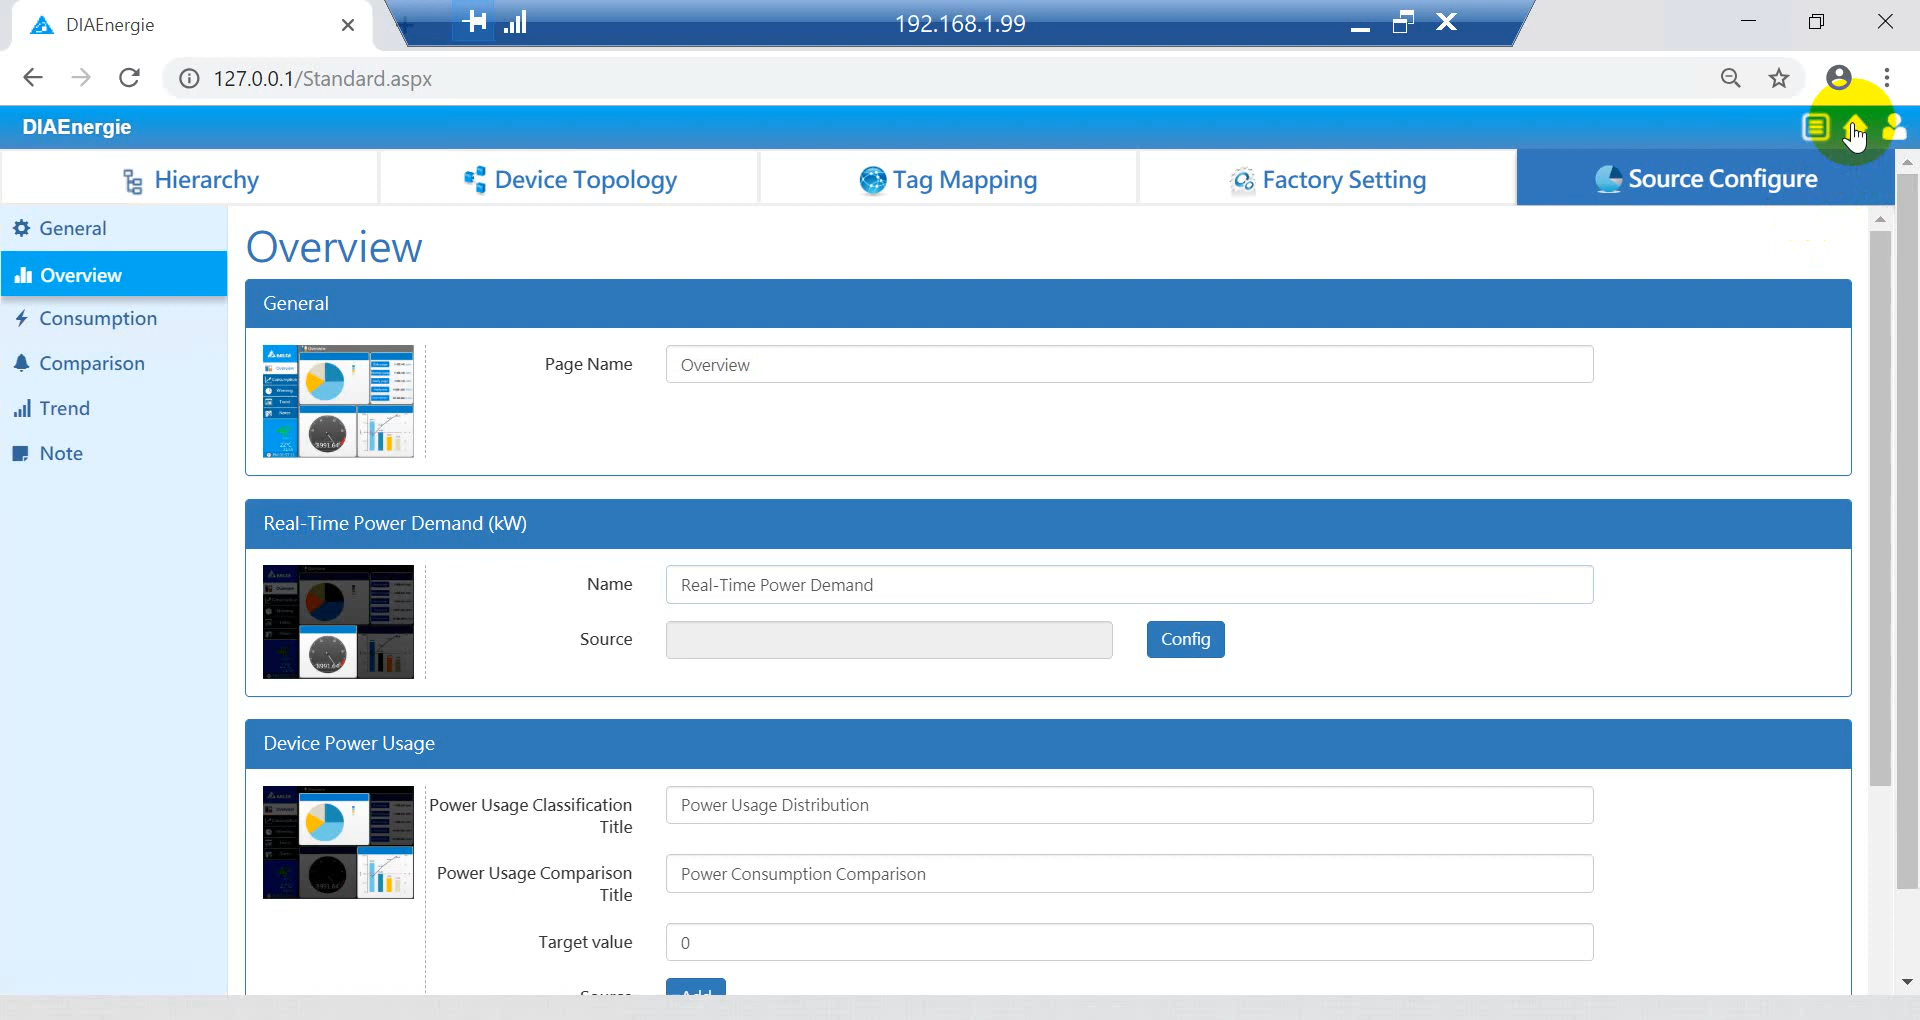 DIAEnergie
192.168.1.99
127.0.0.1/Standard.aspx
DIAEnergie
Hierarchy
Device Topology
Tag Mapping
Factory Setting
Source Configure
General
Overview
Consumption
Comparison
Trend
Note
Overview
General
Page Name
Overview
Real-Time Power Demand (kW)
Name
Real-Time Power Demand
Source
Config
Device Power Usage
Power Usage Classification
Title
Power Usage Distribution
Power Usage Comparison
Title
Power Consumption Comparison
Target value
0
Source
Add